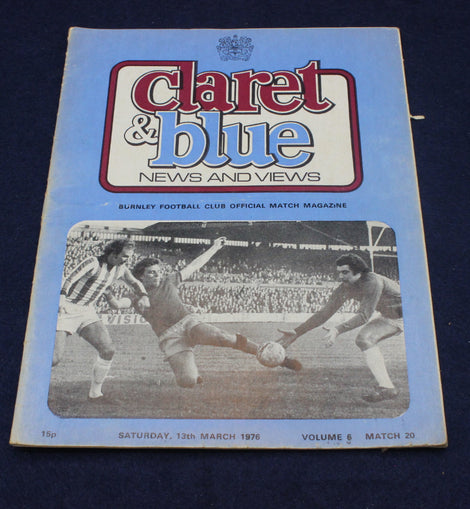 claret
& blue
NEWS AND VIEWS
BURNLEY FOOTBALL CLUB OFFICIAL MATCH MAGAZINE
VISION
15p SATURDAY, 13th MARCH 1976 VOLUME 6 MATCH 20